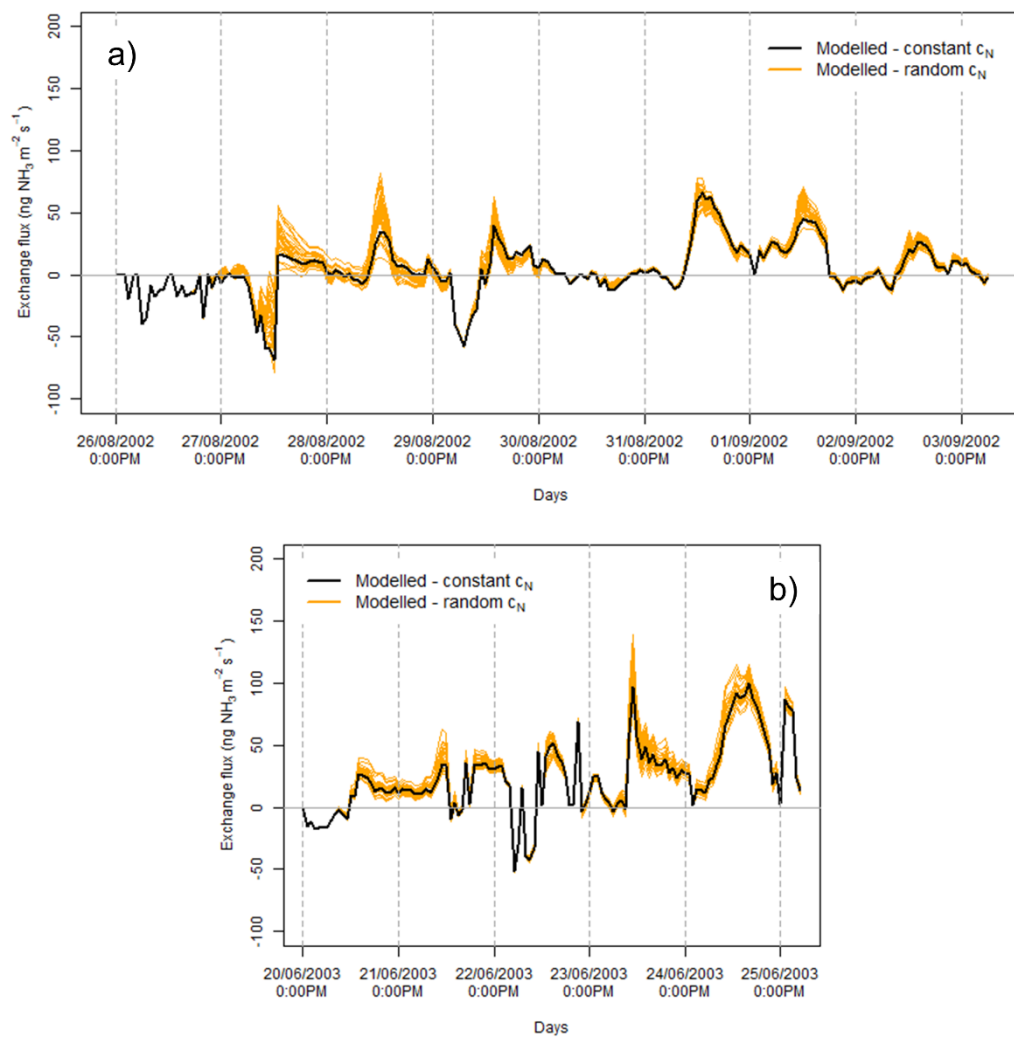 a)
Modelled - constant cN
Modelled - random cN
Exchange flux (ng NH3 m−2 s−1)
200
150
100
50
0
-50
-100
26/08/2002 27/08/2002 28/08/2002 29/08/2002 30/08/2002 31/08/2002 01/09/2002 02/09/2002 03/09/2002
0:00PM 0:00PM 0:00PM 0:00PM 0:00PM 0:00PM 0:00PM 0:00PM 0:00PM
Days
b)
Modelled - constant cN
Modelled - random cN
Exchange flux (ng NH3 m−2 s−1)
200
150
100
50
0
-50
-100
20/06/2003 21/06/2003 22/06/2003 23/06/2003 24/06/2003 25/06/2003
0:00PM 0:00PM 0:00PM 0:00PM 0:00PM 0:00PM
Days